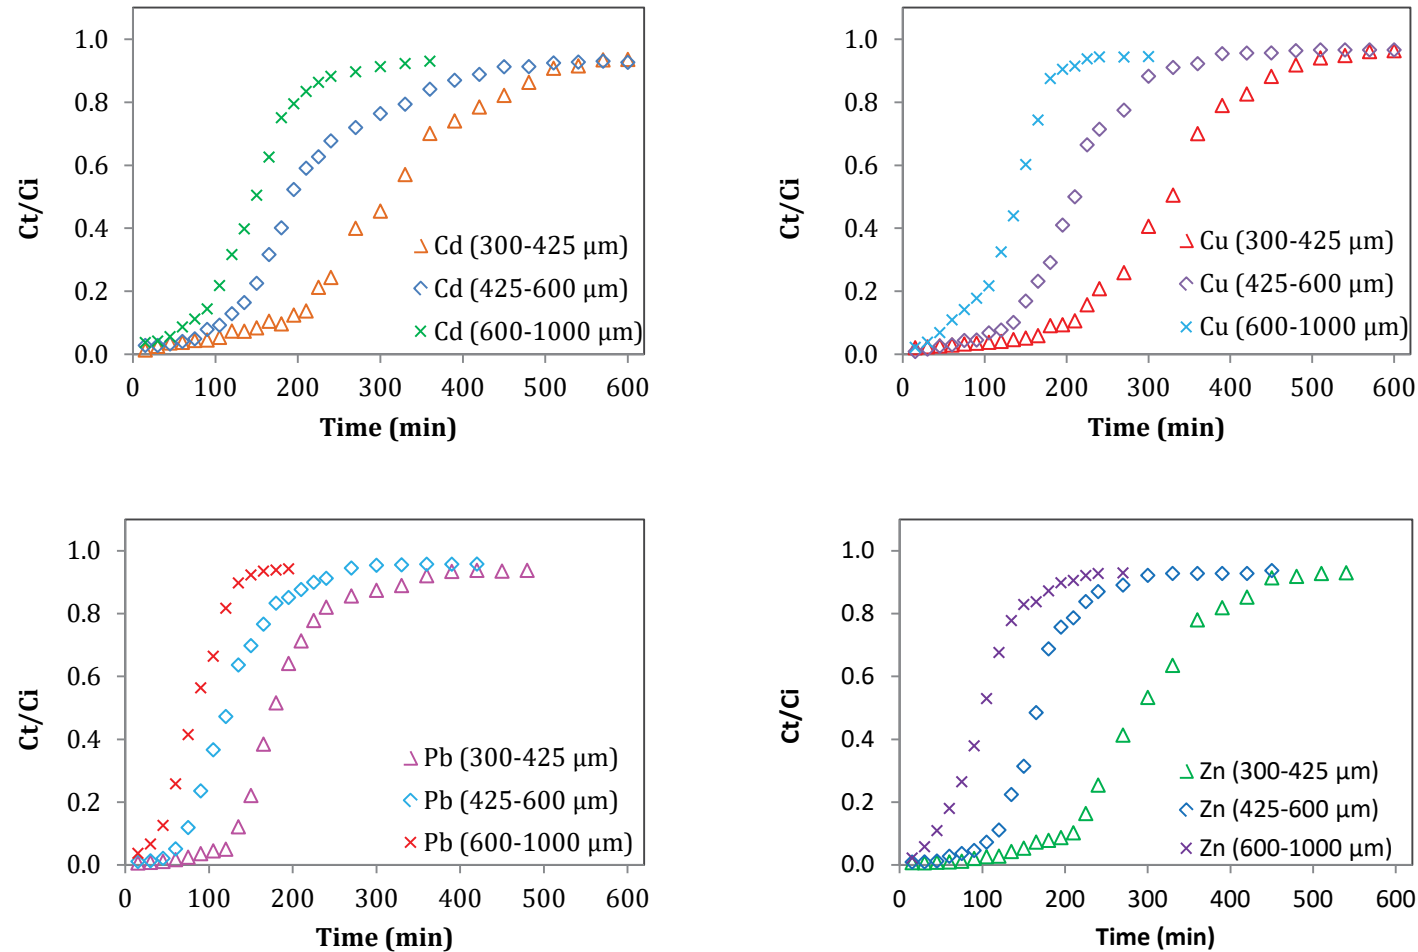 1.0
0.8
0.6
0.4
0.2
0.0
Ct/Ci
Cd (300-425 µm)
Cd (425-600 µm)
Cd (600-1000 µm)
0 100 200 300 400 500 600
Time (min)
1.0
0.8
0.6
0.4
0.2
0.0
Ct/Ci
Cu (300-425 µm)
Cu (425-600 µm)
Cu (600-1000 µm)
0 100 200 300 400 500 600
Time (min)
1.0
0.8
0.6
0.4
0.2
0.0
Ct/Ci
Pb (300-425 µm)
Pb (425-600 µm)
Pb (600-1000 µm)
0 100 200 300 400 500 600
Time (min)
1.0
0.8
0.6
0.4
0.2
0.0
Ct/Ci
Zn (300-425 µm)
Zn (425-600 µm)
Zn (600-1000 µm)
0 100 200 300 400 500 600
Time (min)